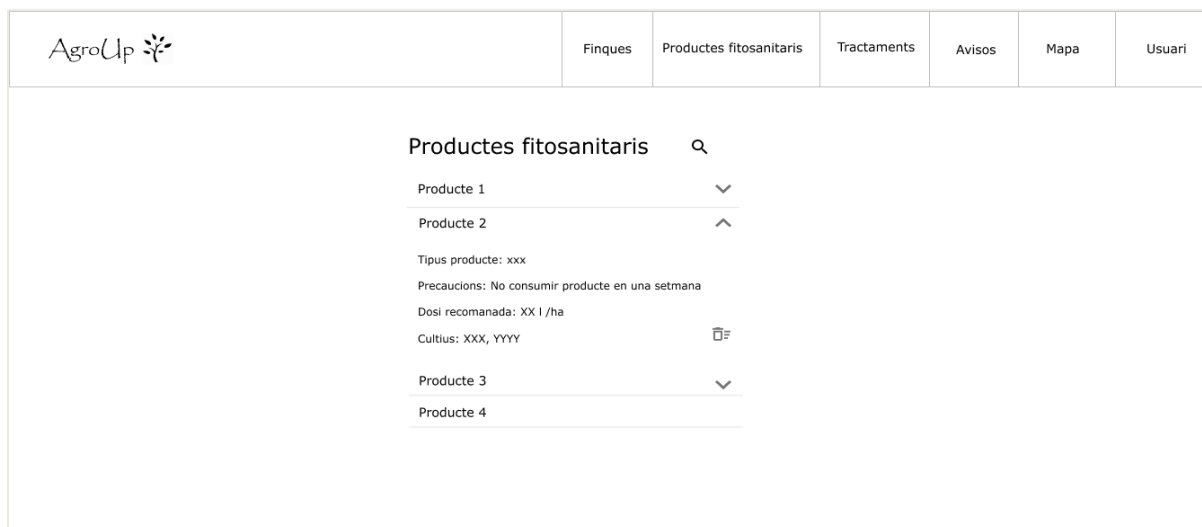 AgroUp
Finques
Productes fitosanitaris
Tractaments
Avisos
Mapa
Usuari
Productes fitosanitaris
Producte 1
Producte 2
Tipus producte: xxx
Precaucions: No consumir producte en una setmana
Dosi recomanada: XX l /ha
Cultius: XXX, YYYY
Producte 3
Producte 4